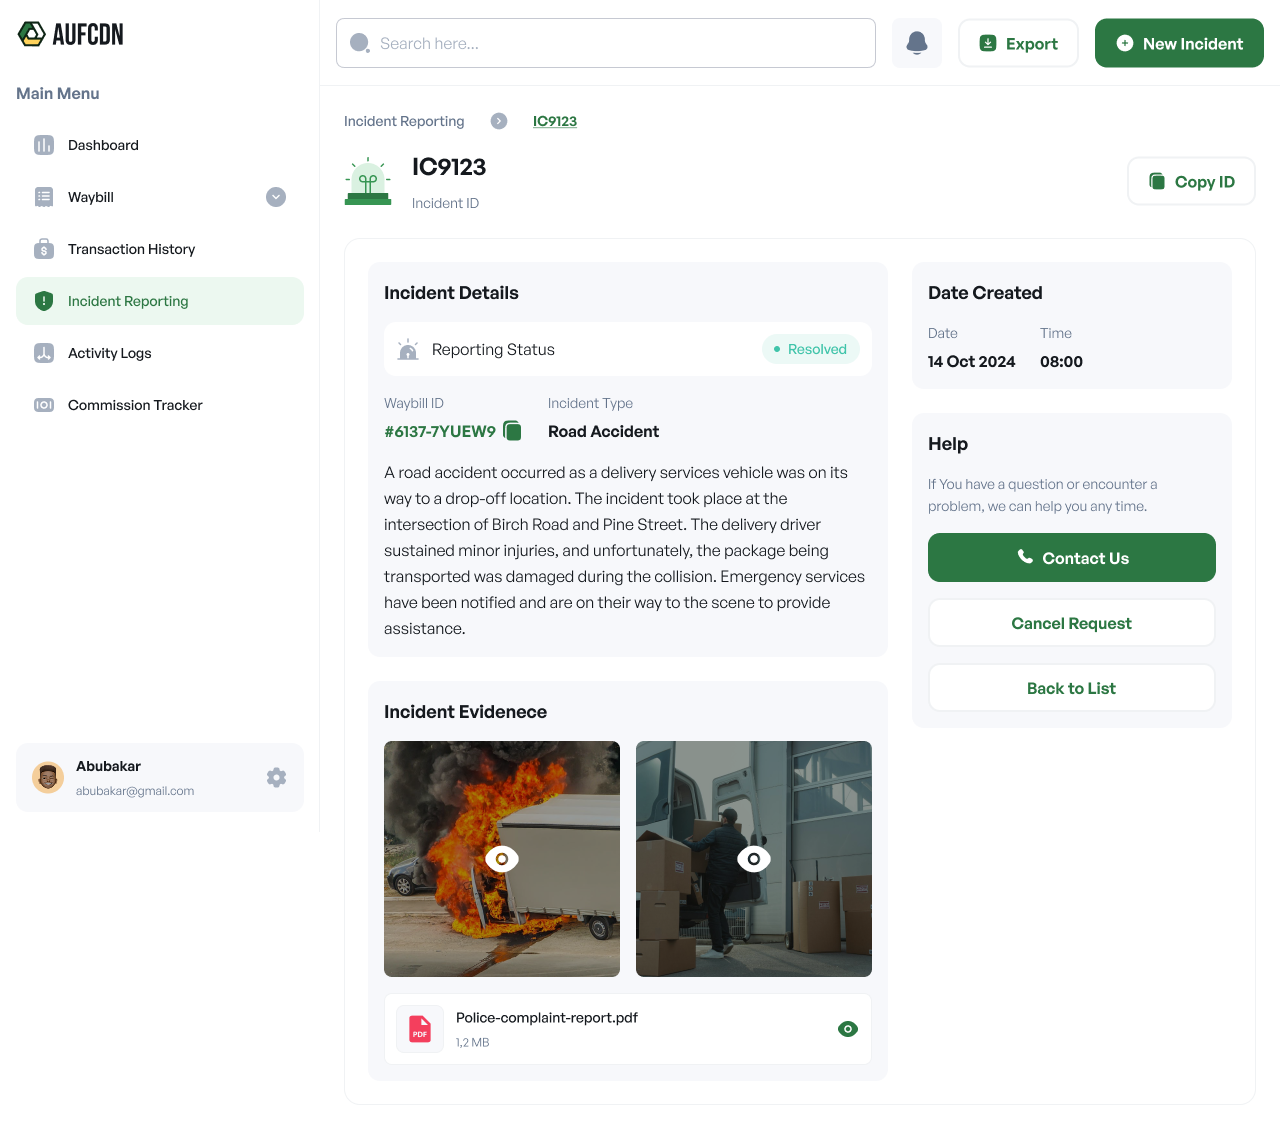 AUFCDN
Search here...
Export
New Incident
Main Menu
Dashboard
Waybill
Transaction History
Incident Reporting
Activity Logs
Commission Tracker
Abubakar
abubakar@gmail.com
Incident Reporting
IC9123
IC9123
Incident ID
Copy ID
Incident Details
Reporting Status
Resolved
Waybill ID
Incident Type
#6137-7YUEW9
Road Accident
A road accident occurred as a delivery services vehicle was on its
way to a drop-off location. The incident took place at the
intersection of Birch Road and Pine Street. The delivery driver
sustained minor injuries, and unfortunately, the package being
transported was damaged during the collision. Emergency services
have been notified and are on their way to the scene to provide
assistance.
Incident Evidenece
PDF
Police-complaint-report.pdf
1,2 MB
Date Created
Date
Time
14 Oct 2024
08:00
Help
If You have a question or encounter a
problem, we can help you any time.
Contact Us
Cancel Request
Back to List